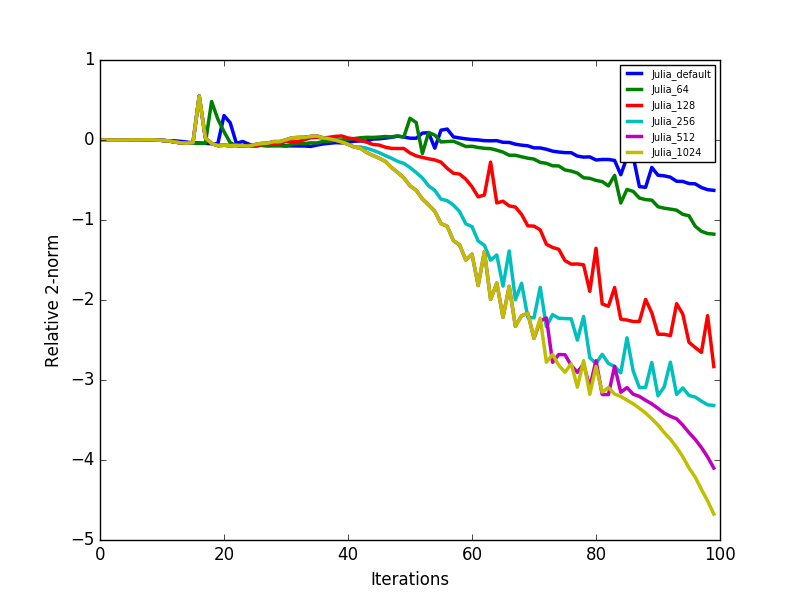 1
0
−1
−2
−3
−4
−5
0 20 40 60 80 100
Relative 2-norm
Iterations
Julia_default
Julia_64
Julia_128
Julia_256
Julia_512
Julia_1024